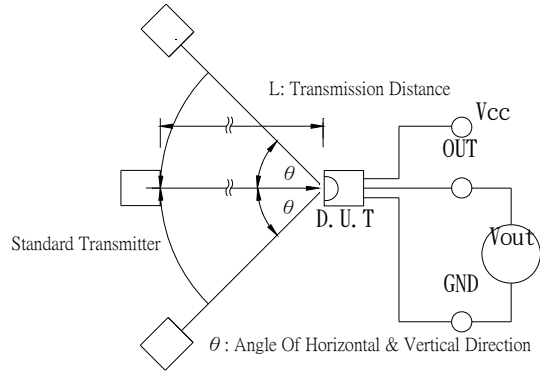 L: Transmission Distance
Vcc
OUT
θ
θ
D.U.T
Standard Transmitter
Vout
GND
θ : Angle Of Horizontal & Vertical Direction